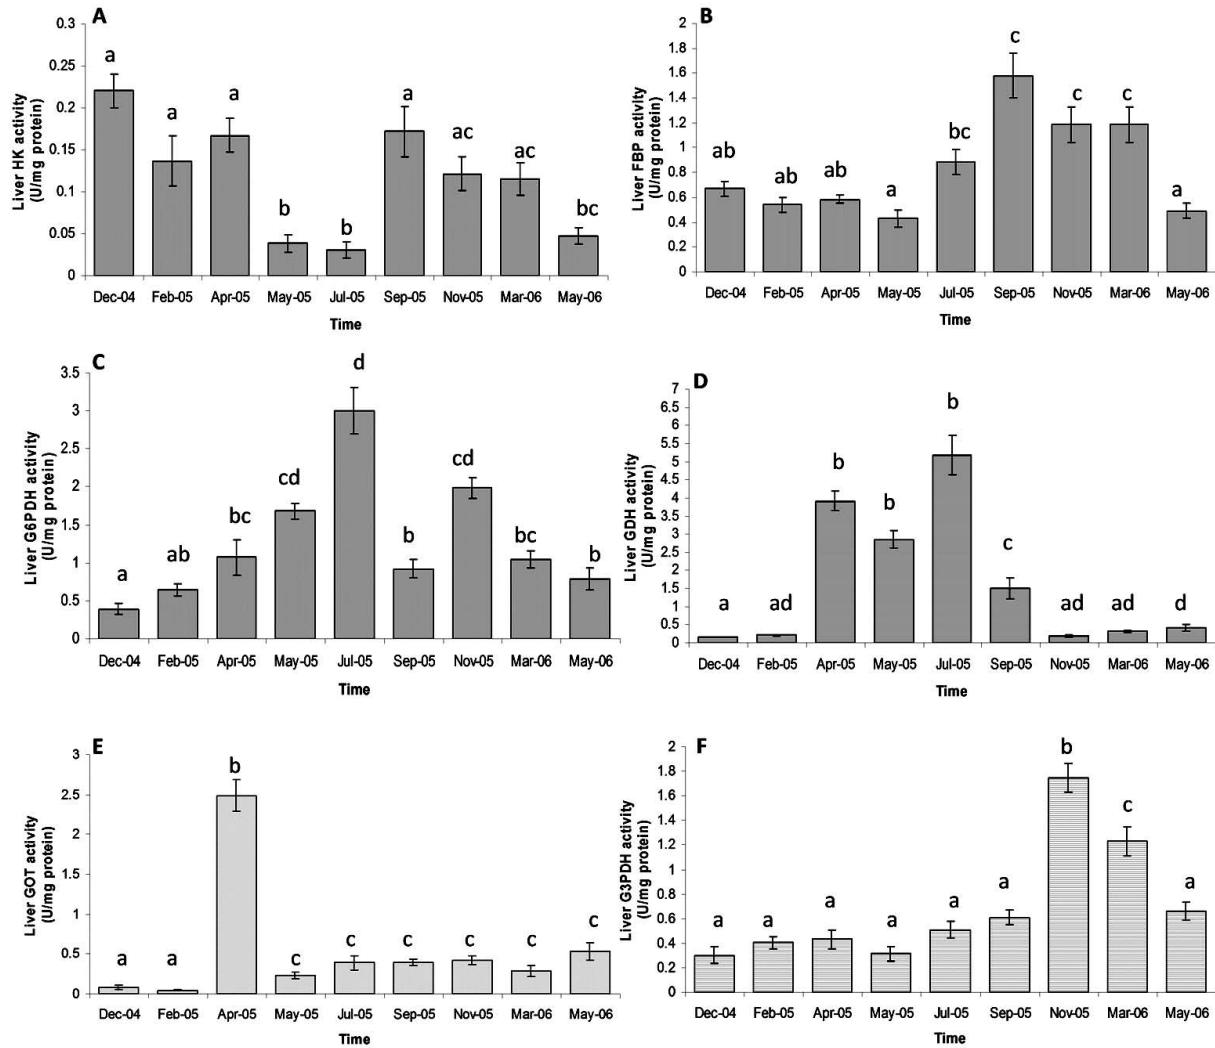 A
Liver HK activity
(U/mg protein)
0.3
0.25
0.2
0.15
0.1
0.05
0
a a a b b a ac ac bc
Dec-04 Feb-05 Apr-05 May-05 Jul-05 Sep-05 Nov-05 Mar-06 May-06
Time
B
Liver FBP activity
(U/mg protein)
2
1.8
1.6
1.4
1.2
1
0.8
0.6
0.4
0.2
0
ab ab ab a bc c c c a
Dec-04 Feb-05 Apr-05 May-05 Jul-05 Sep-05 Nov-05 Mar-06 May-06
Time
C
Liver G6PDH activity
(U/mg protein)
3.5
3
2.5
2
1.5
1
0.5
0
a ab bc cd d b cd bc b
Dec-04 Feb-05 Apr-05 May-05 Jul-05 Sep-05 Nov-05 Mar-06 May-06
Time
D
Liver GDH activity
(U/mg protein)
7
6.5
6
5.5
5
4.5
4
3.5
3
2.5
2
1.5
1
0.5
0
a ad b b b c ad ad d
Dec-04 Feb-05 Apr-05 May-05 Jul-05 Sep-05 Nov-05 Mar-06 May-06
Time
E
Liver GOT activity
(U/mg protein)
3
2.5
2
1.5
1
0.5
0
a a b c c c c c c
Dec-04 Feb-05 Apr-05 May-05 Jul-05 Sep-05 Nov-05 Mar-06 May-06
Time
F
Liver G3PDH activity
(U/mg protein)
2
1.8
1.6
1.4
1.2
1
0.8
0.6
0.4
0.2
0
a a a a a a b c a
Dec-04 Feb-05 Apr-05 May-05 Jul-05 Sep-05 Nov-05 Mar-06 May-06
Time